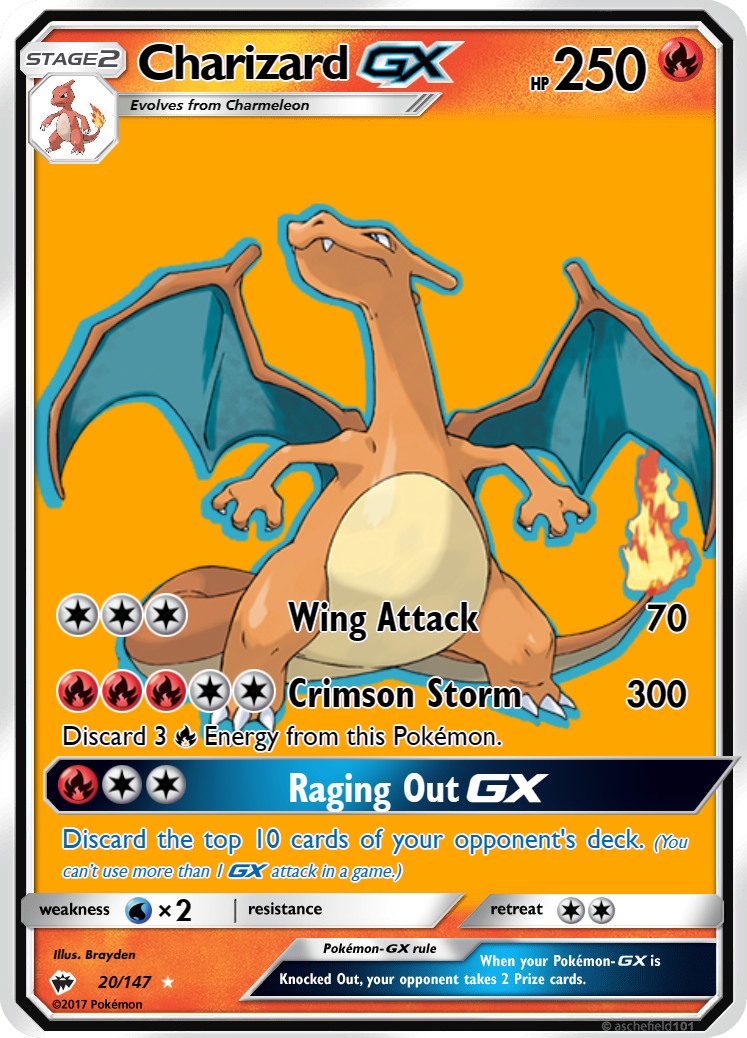 STAGE2 Charizard GX HP 250
Evolves from Charmeleon
Wing Attack 70
Crimson Storm 300
Discard 3 Energy from this Pokémon.
Raging Out GX
Discard the top 10 cards of your opponent's deck. (You
can't use more than 1 GX attack in a game.)
weakness ×2 resistance retreat
Illus. Brayden
Pokémon-GX rule
When your Pokémon-GX is
Knocked Out, your opponent takes 2 Prize cards.
20/147
©2017 Pokémon
© aschefield101